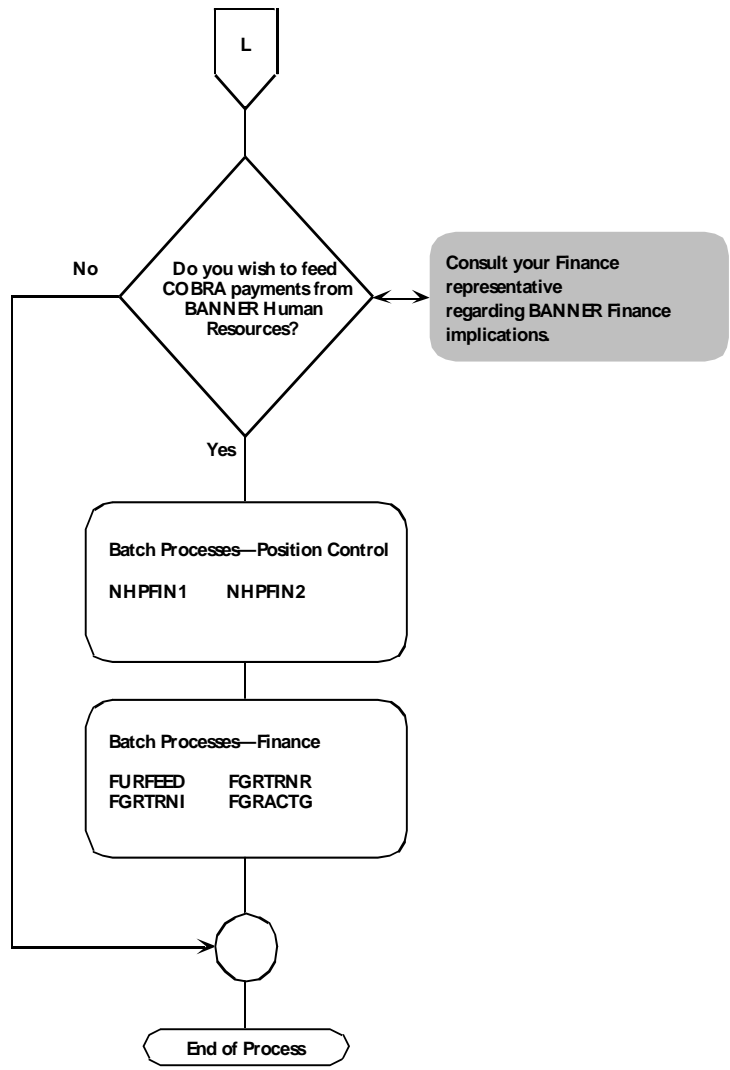 L
No
Do you wish to feed
COBRA payments from
BANNER Human
Resources?
Consult your Finance
representative
regarding BANNER Finance
implications.
Yes
Batch Processes—Position Control
NHPFIN1 NHPFIN2
Batch Processes—Finance
FURFEED FGRTRNR
FGRTRNI FGRACTG
End of Process